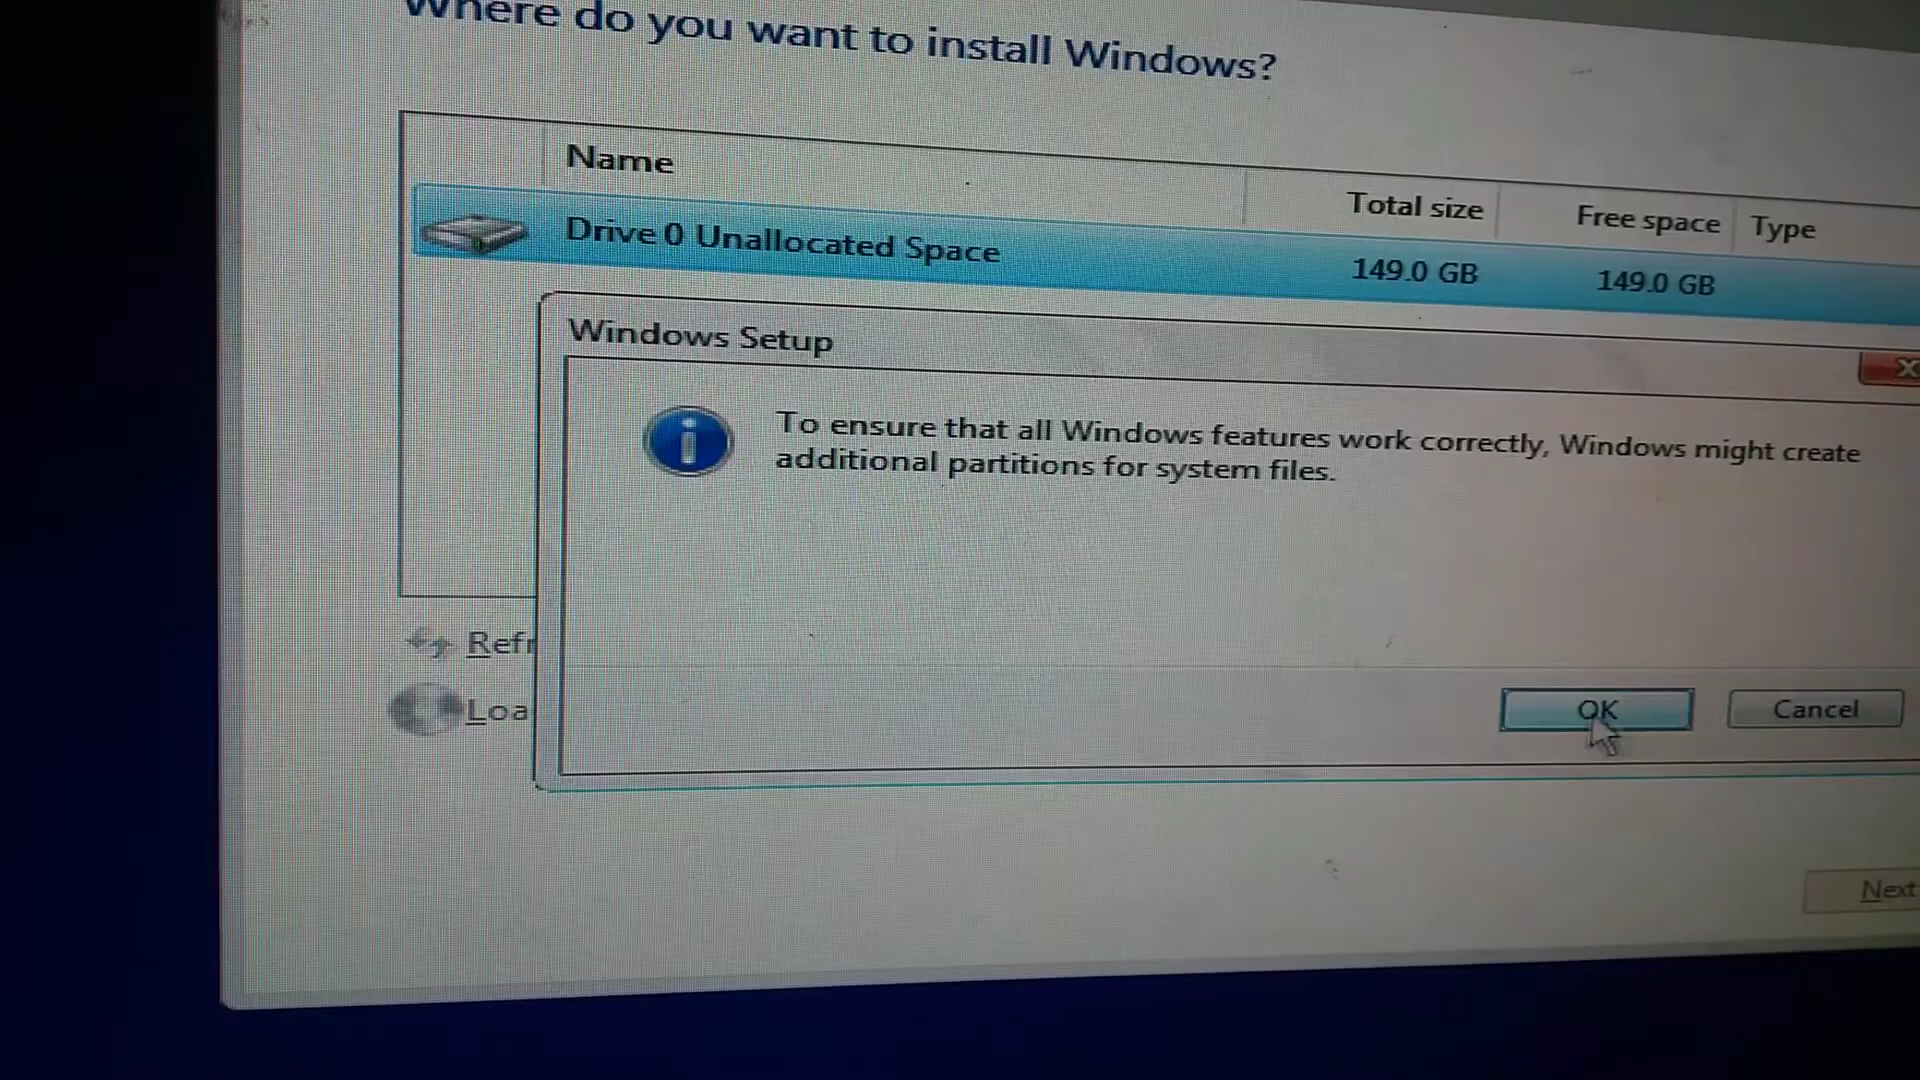 Where do you want to install Windows?
Name Total size Free space Type
Drive 0 Unallocated Space 149.0 GB 149.0 GB
Windows Setup
X
i
To ensure that all Windows features work correctly, Windows might create
additional partitions for system files.
Refr
Loa
OK Cancel
Next